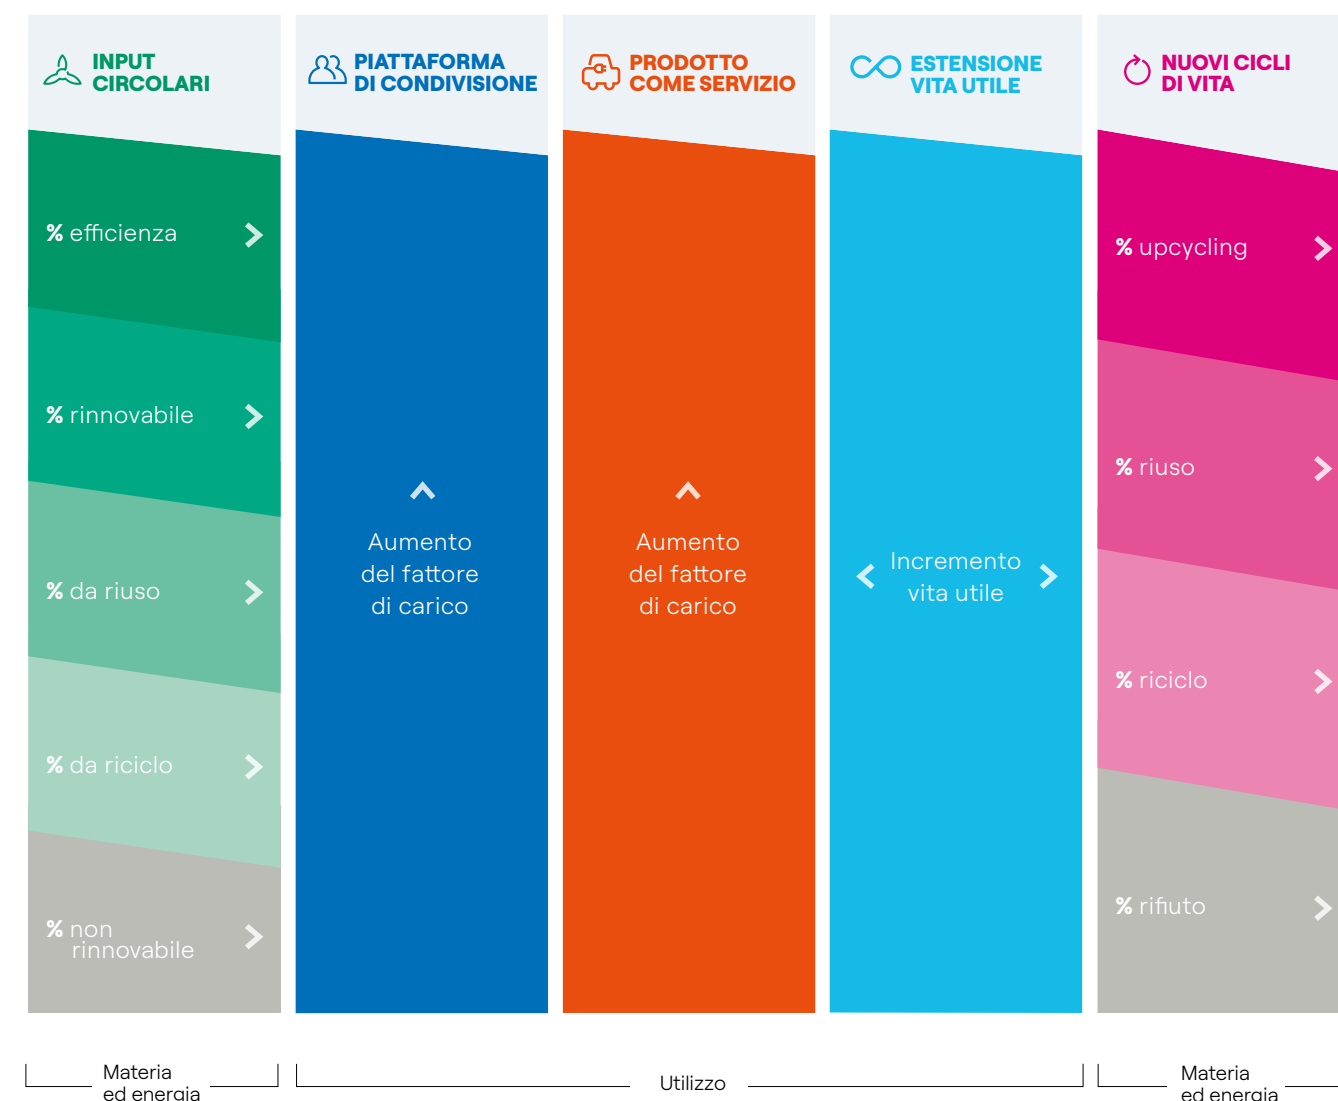 INPUT
CIRCOLARI
% efficienza
% rinnovabile
% da riuso
% da riciclo
% non
rinnovabile
PIATTAFORMA
DI CONDIVISIONE
Aumento
del fattore
di carico
PRODOTTO
COME SERVIZIO
Aumento
del fattore
di carico
ESTENSIONE
VITA UTILE
Incremento
vita utile
NUOVI CICLI
DI VITA
% upcycling
% riuso
% riciclo
% rifiuto
Materia
ed energia
Utilizzo
Materia
ed energia